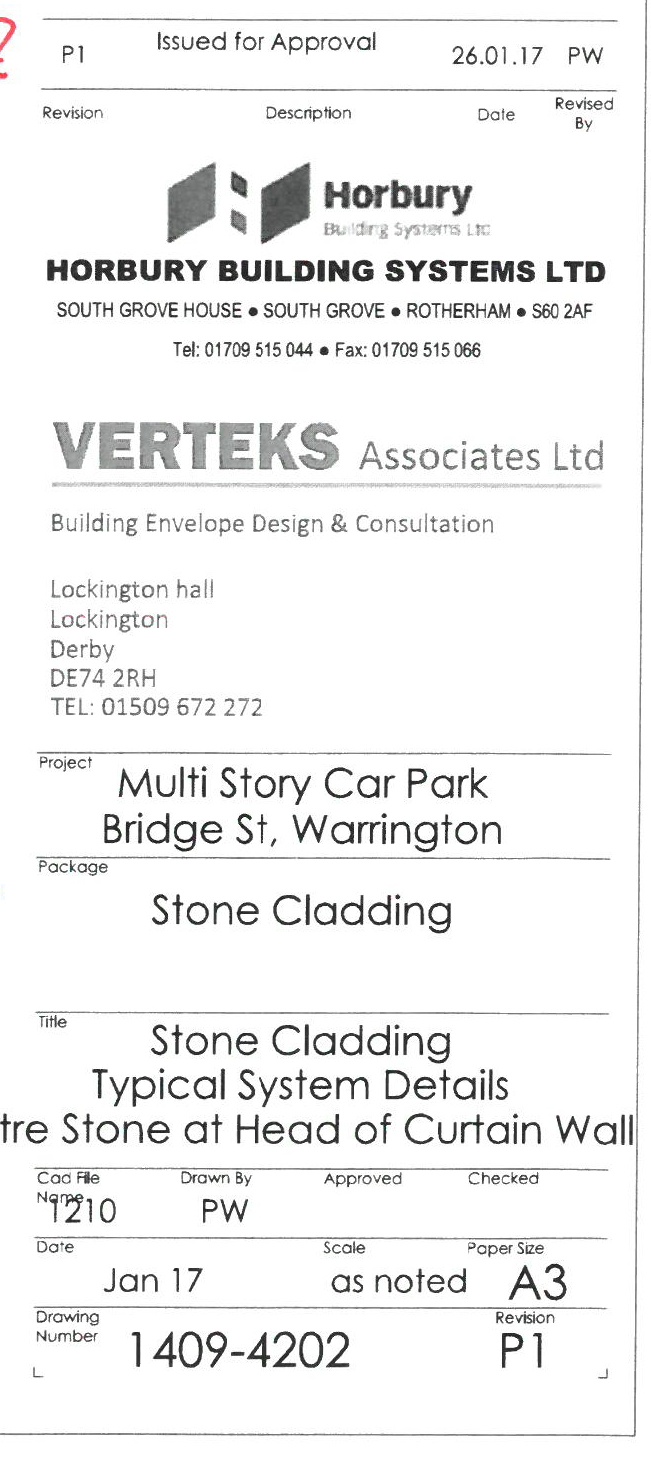 P1 Issued for Approval 26.01.17 PW
Revision Description Date Revised By
Horbury
Building Systems Ltd
HORBURY BUILDING SYSTEMS LTD
SOUTH GROVE HOUSE ● SOUTH GROVE ● ROTHERHAM ● S60 2AF
Tel: 01709 515 044 ● Fax: 01709 515 066
VERTEKS Associates Ltd
Building Envelope Design & Consultation
Lockington hall
Lockington
Derby
DE74 2RH
TEL: 01509 672 272
Project
Multi Story Car Park
Bridge St, Warrington
Package
Stone Cladding
Title
Stone Cladding
Typical System Details
tre Stone at Head of Curtain Wall
Cad File Name Drawn By Approved Checked
1210 PW
Date Scale Paper Size
Jan 17 as noted A3
Drawing Number Revision
1409-4202 P1